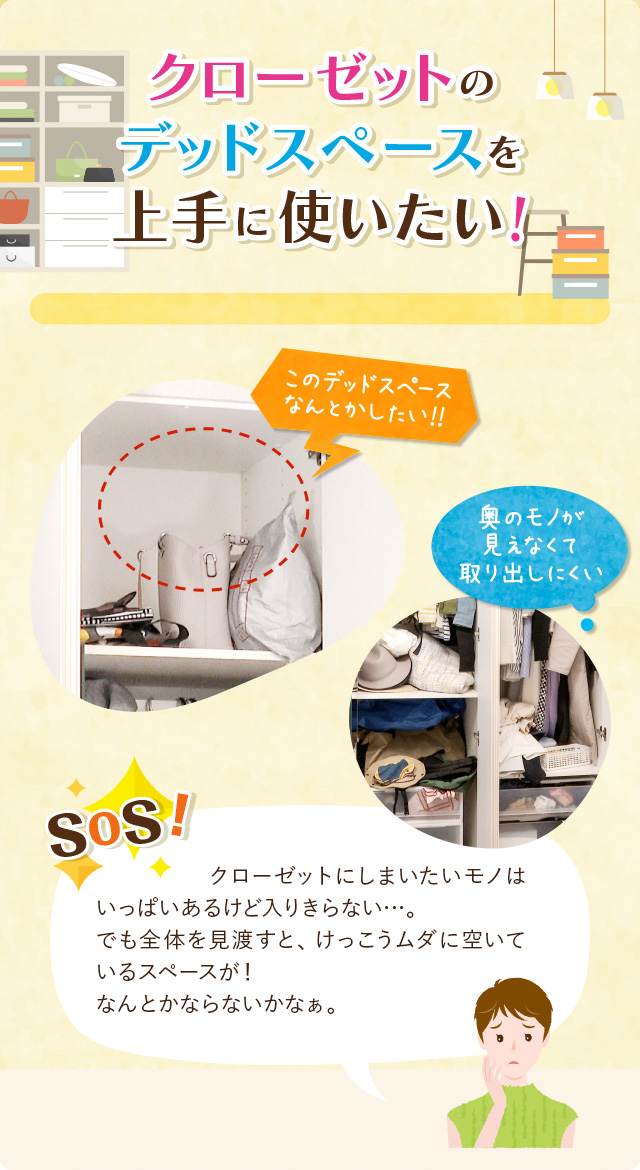 クローゼットの
デッドスペースを
上手に使いたい!
このデッドスペース
なんとかしたい!!
奥のモノが
見えなくて
取り出しにくい
SOS!
クローゼットにしまいたいモノは
いっぱいあるけど入りきらない…。
でも全体を見渡すと、けっこうムダに空いて
いるスペースが！
なんとかならないかなぁ。